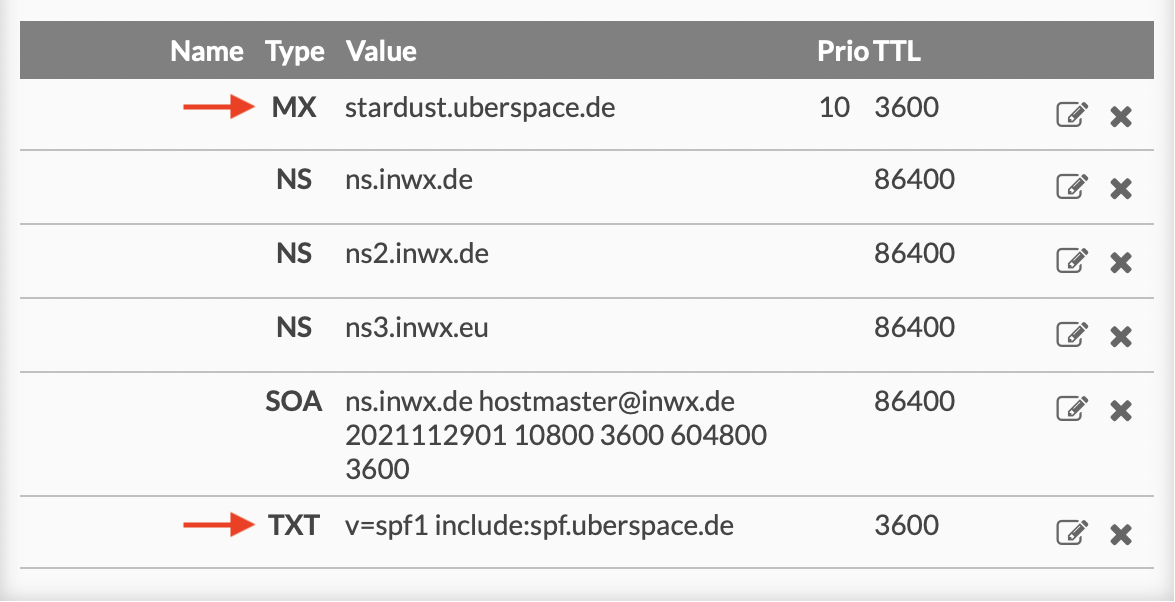 Name Type Value Prio TTL
MX stardust.uberspace.de 10 3600
NS ns.inwx.de 86400
NS ns2.inwx.de 86400
NS ns3.inwx.eu 86400
SOA ns.inwx.de hostmaster@inwx.de 86400
2021112901 10800 3600 604800
3600
TXT v=spf1 include:spf.uberspace.de 3600